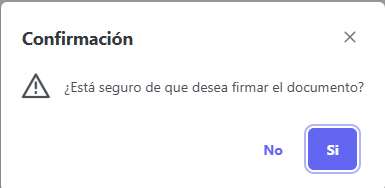 Confirmación
¿Está seguro de que desea firmar el documento?
No
Si